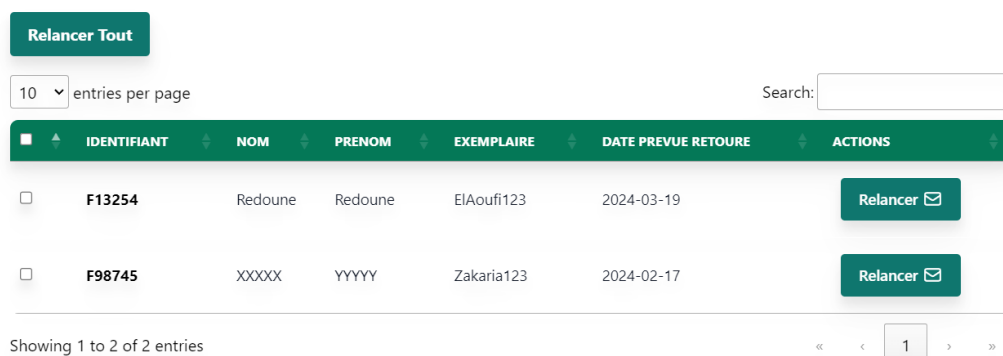 Relancer Tout
10 entries per page Search:
IDENTIFIANT NOM PRENOM EXEMPLAIRE DATE PREVUE RETOURE ACTIONS
F13254 Redoune Redoune ElAoufi123 2024-03-19 Relancer
F98745 XXXXX YYYYY Zakaria123 2024-02-17 Relancer
Showing 1 to 2 of 2 entries « ‹ 1 › »